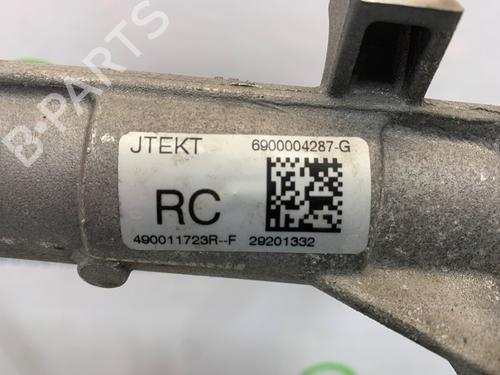 B-PARTS
JTEKT 6900004287-G
RC
490011723R--F 29201332